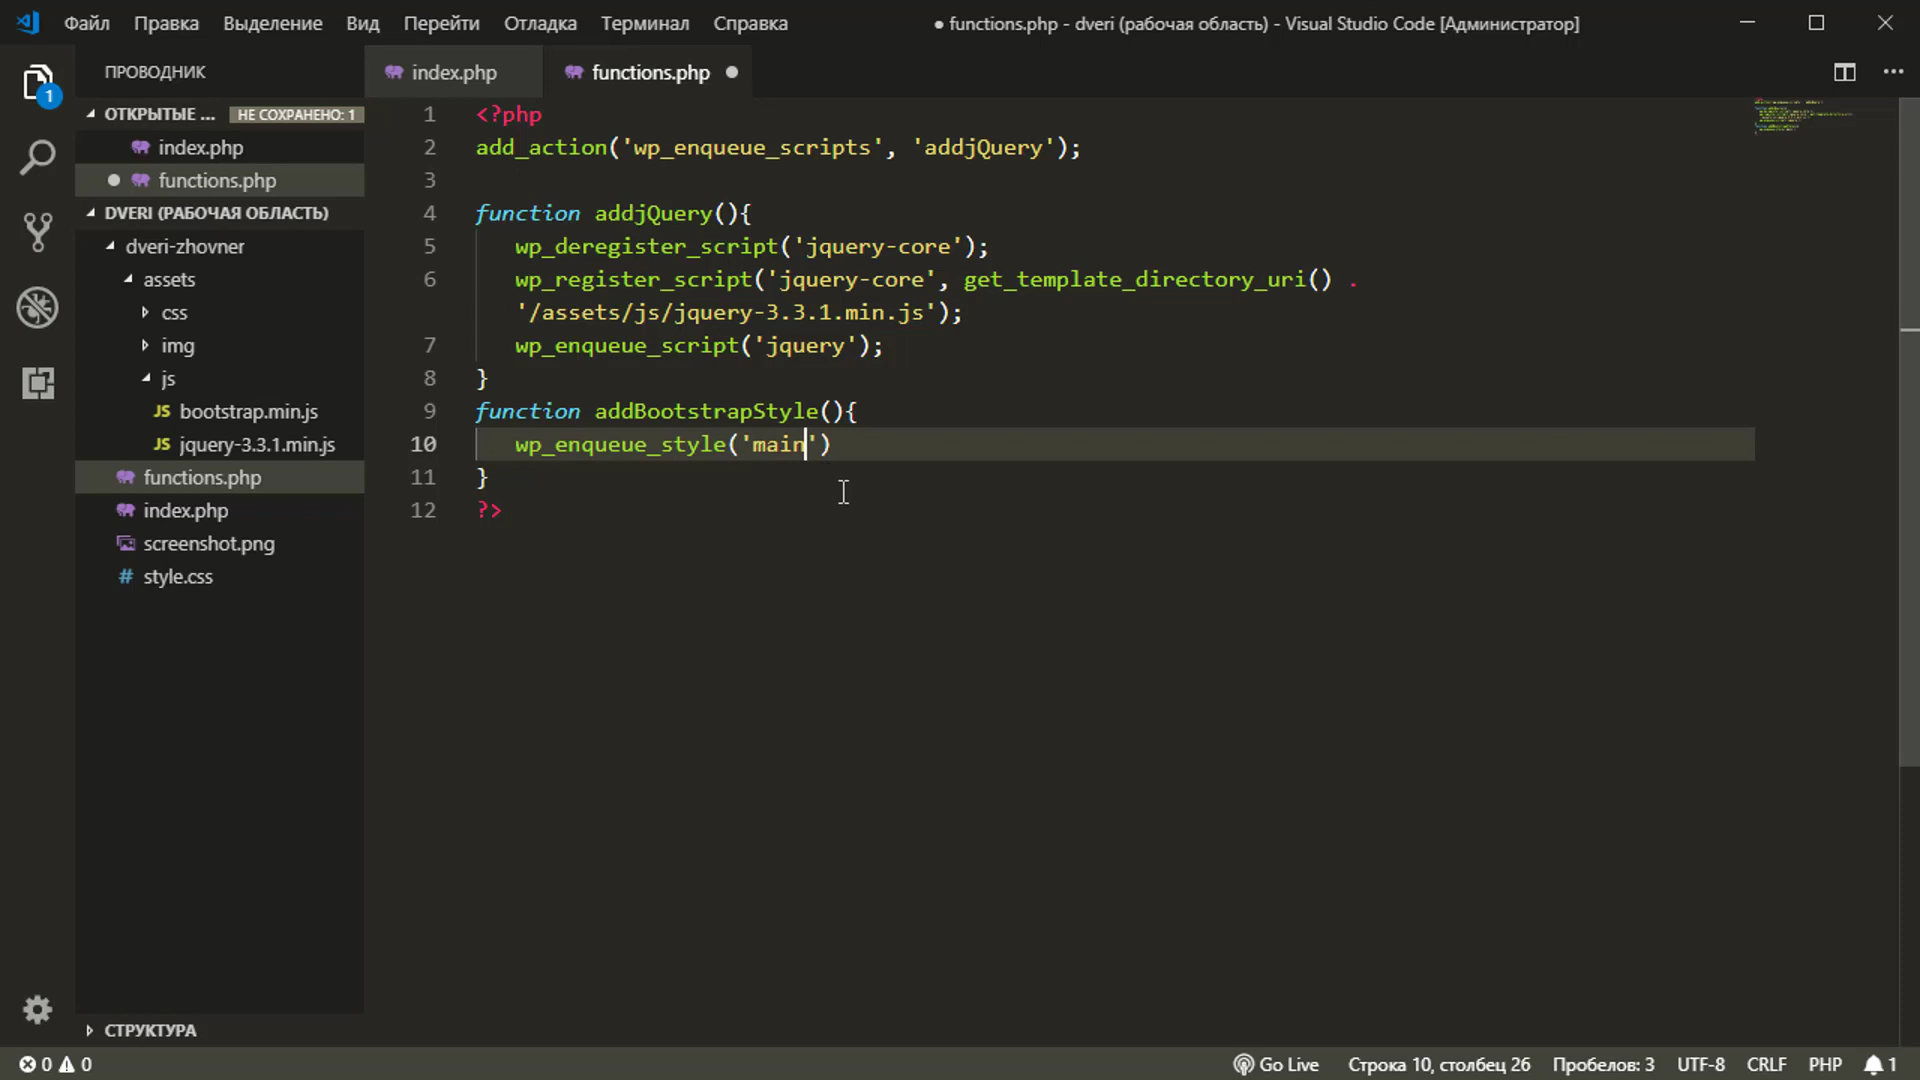 Файл Правка Выделение Вид Перейти Отладка Терминал Справка ● functions.php - dveri (рабочая область) - Visual Studio Code [Администратор]
ПРОВОДНИК
index.php functions.php
1
ОТКРЫТЫЕ ... НЕ СОХРАНЕНО: 1
index.php
functions.php
DVERI (РАБОЧАЯ ОБЛАСТЬ)
dveri-zhovner
assets
css
img
js
JS bootstrap.min.js
JS jquery-3.3.1.min.js
functions.php
index.php
screenshot.png
# style.css
СТРУКТУРА
1 <?php
2 add_action('wp_enqueue_scripts', 'addjQuery');
3
4 function addjQuery(){
5 wp_deregister_script('jquery-core');
6 wp_register_script('jquery-core', get_template_directory_uri() .
'/assets/js/jquery-3.3.1.min.js');
7 wp_enqueue_script('jquery');
8 }
9 function addBootstrapStyle(){
10 wp_enqueue_style('main')
11 }
12 ?>
0 0 Go Live Строка 10, столбец 26 Пробелов: 3 UTF-8 CRLF PHP 1